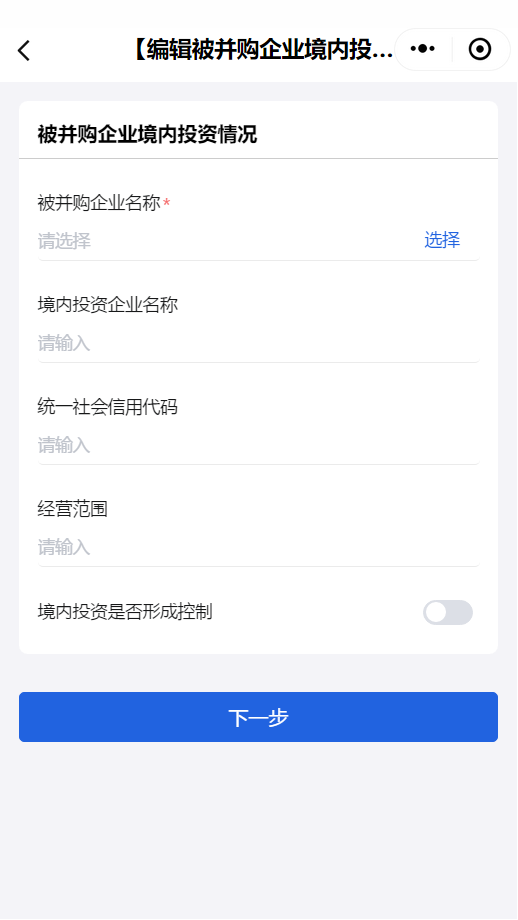 【编辑被并购企业境内投...
被并购企业境内投资情况
被并购企业名称*
请选择 选择
境内投资企业名称
请输入
统一社会信用代码
请输入
经营范围
请输入
境内投资是否形成控制
下一步